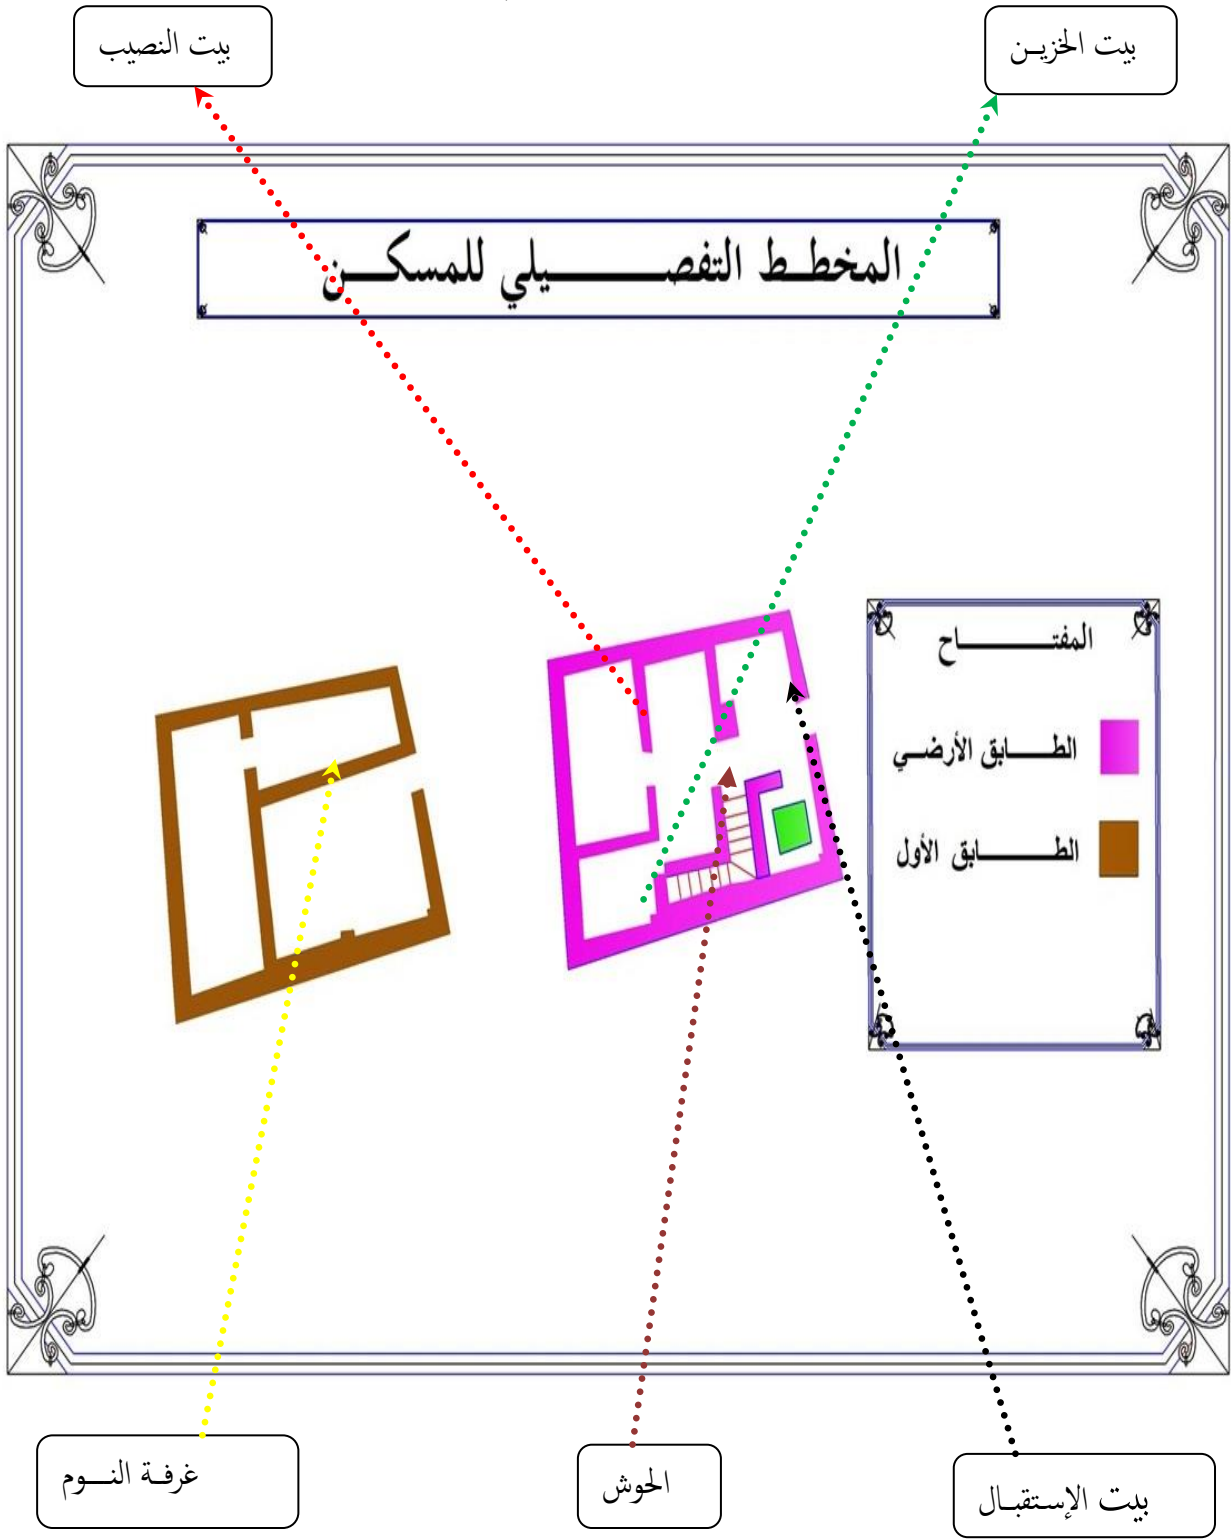 بيت النصيب
بيت الخزين
المخطط التفصيلي للمسكن
المفتاح
الطابق الأرضي
الطابق الأول
غرفة النوم
الحوش
بيت الإستقبال